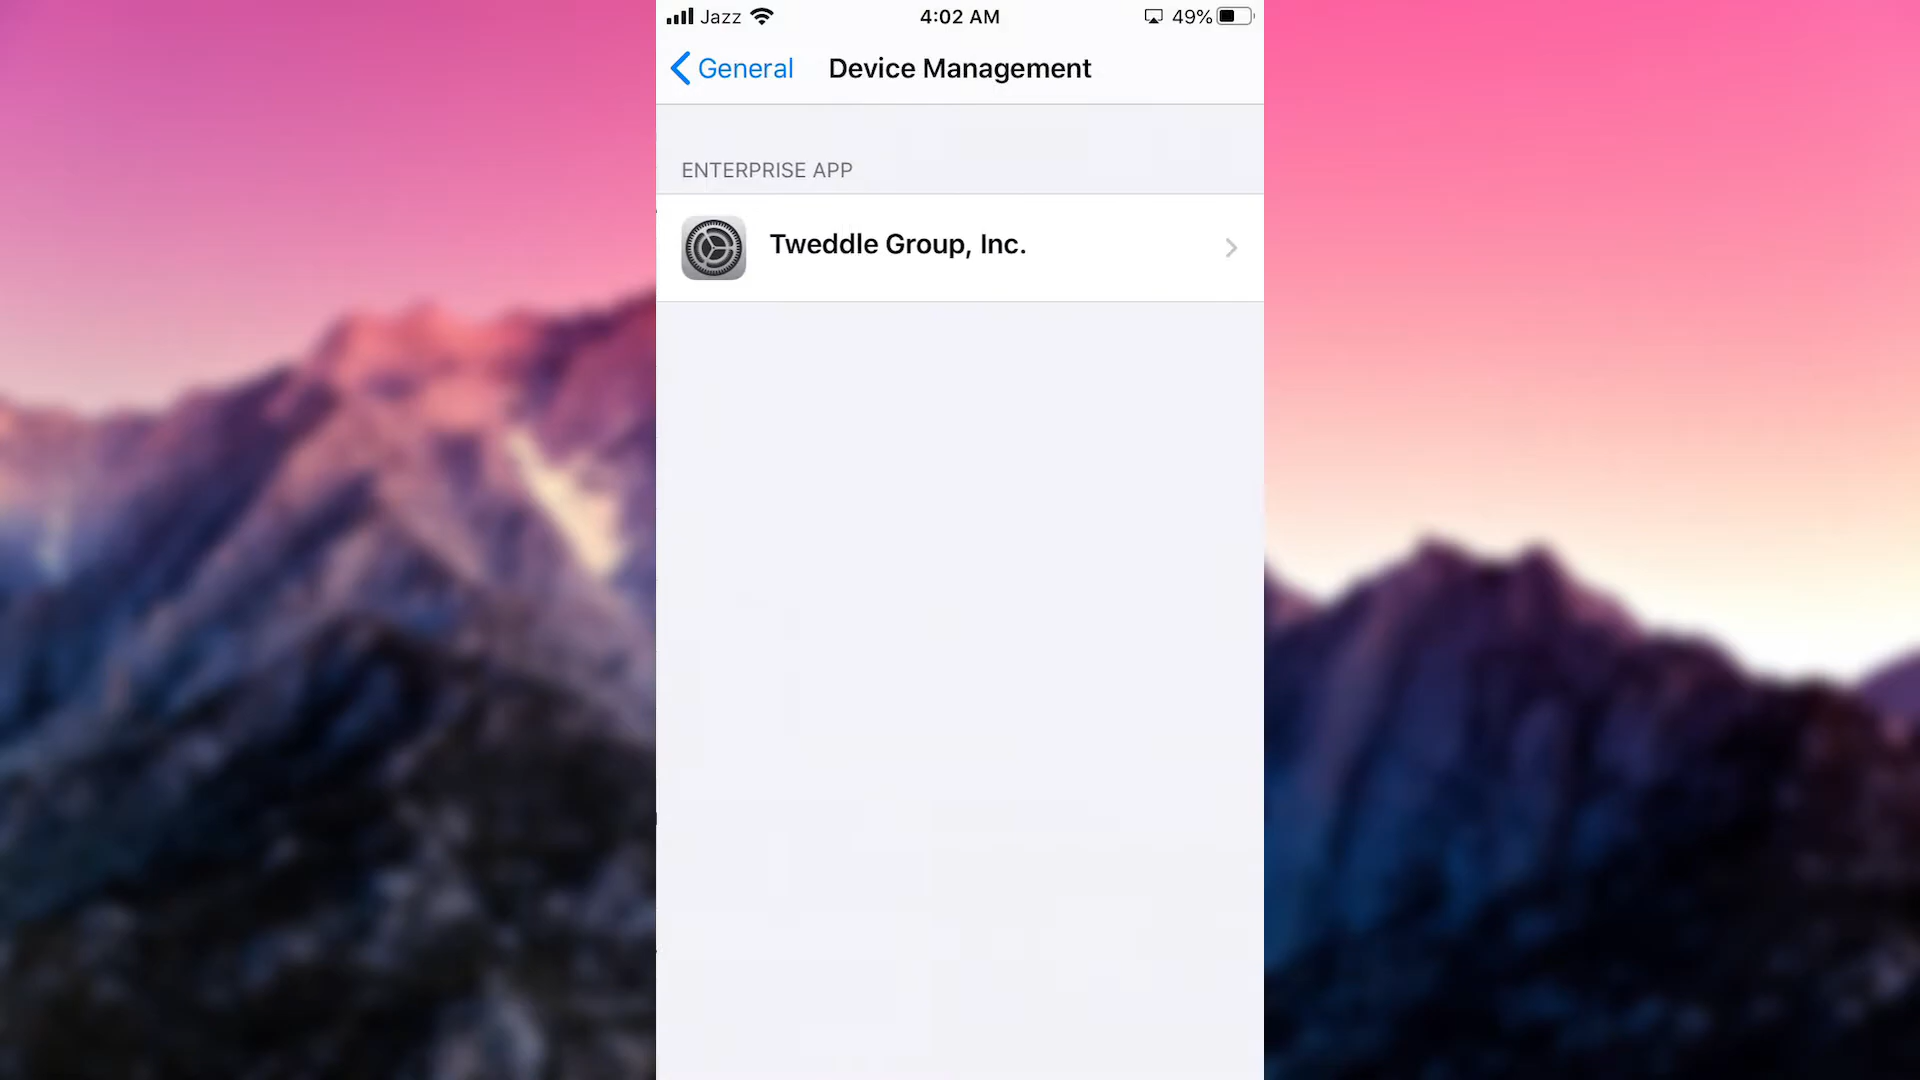 Jazz 4:02 AM 49%
General Device Management
ENTERPRISE APP
Tweddle Group, Inc.